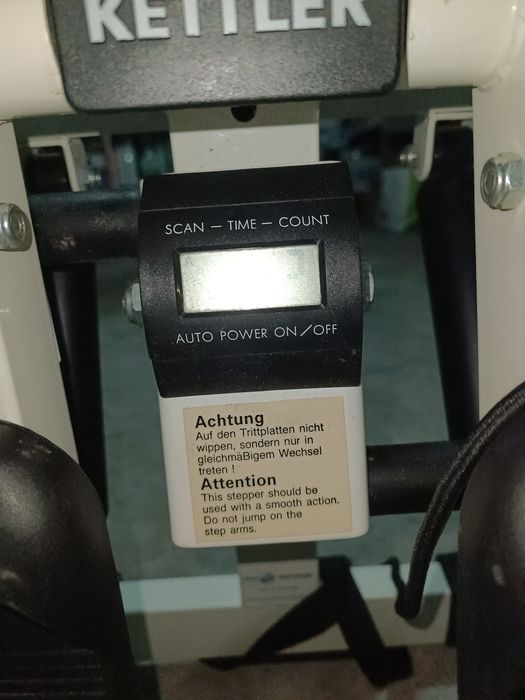 KETTLER
SCAN — TIME — COUNT
AUTO POWER ON/OFF
Achtung
Auf den Trittplatten nicht
wippen, sondern nur in
gleichmäßigem Wechsel
treten !
Attention
This stepper should be
used with a smooth action.
Do not jump on the
step arms.